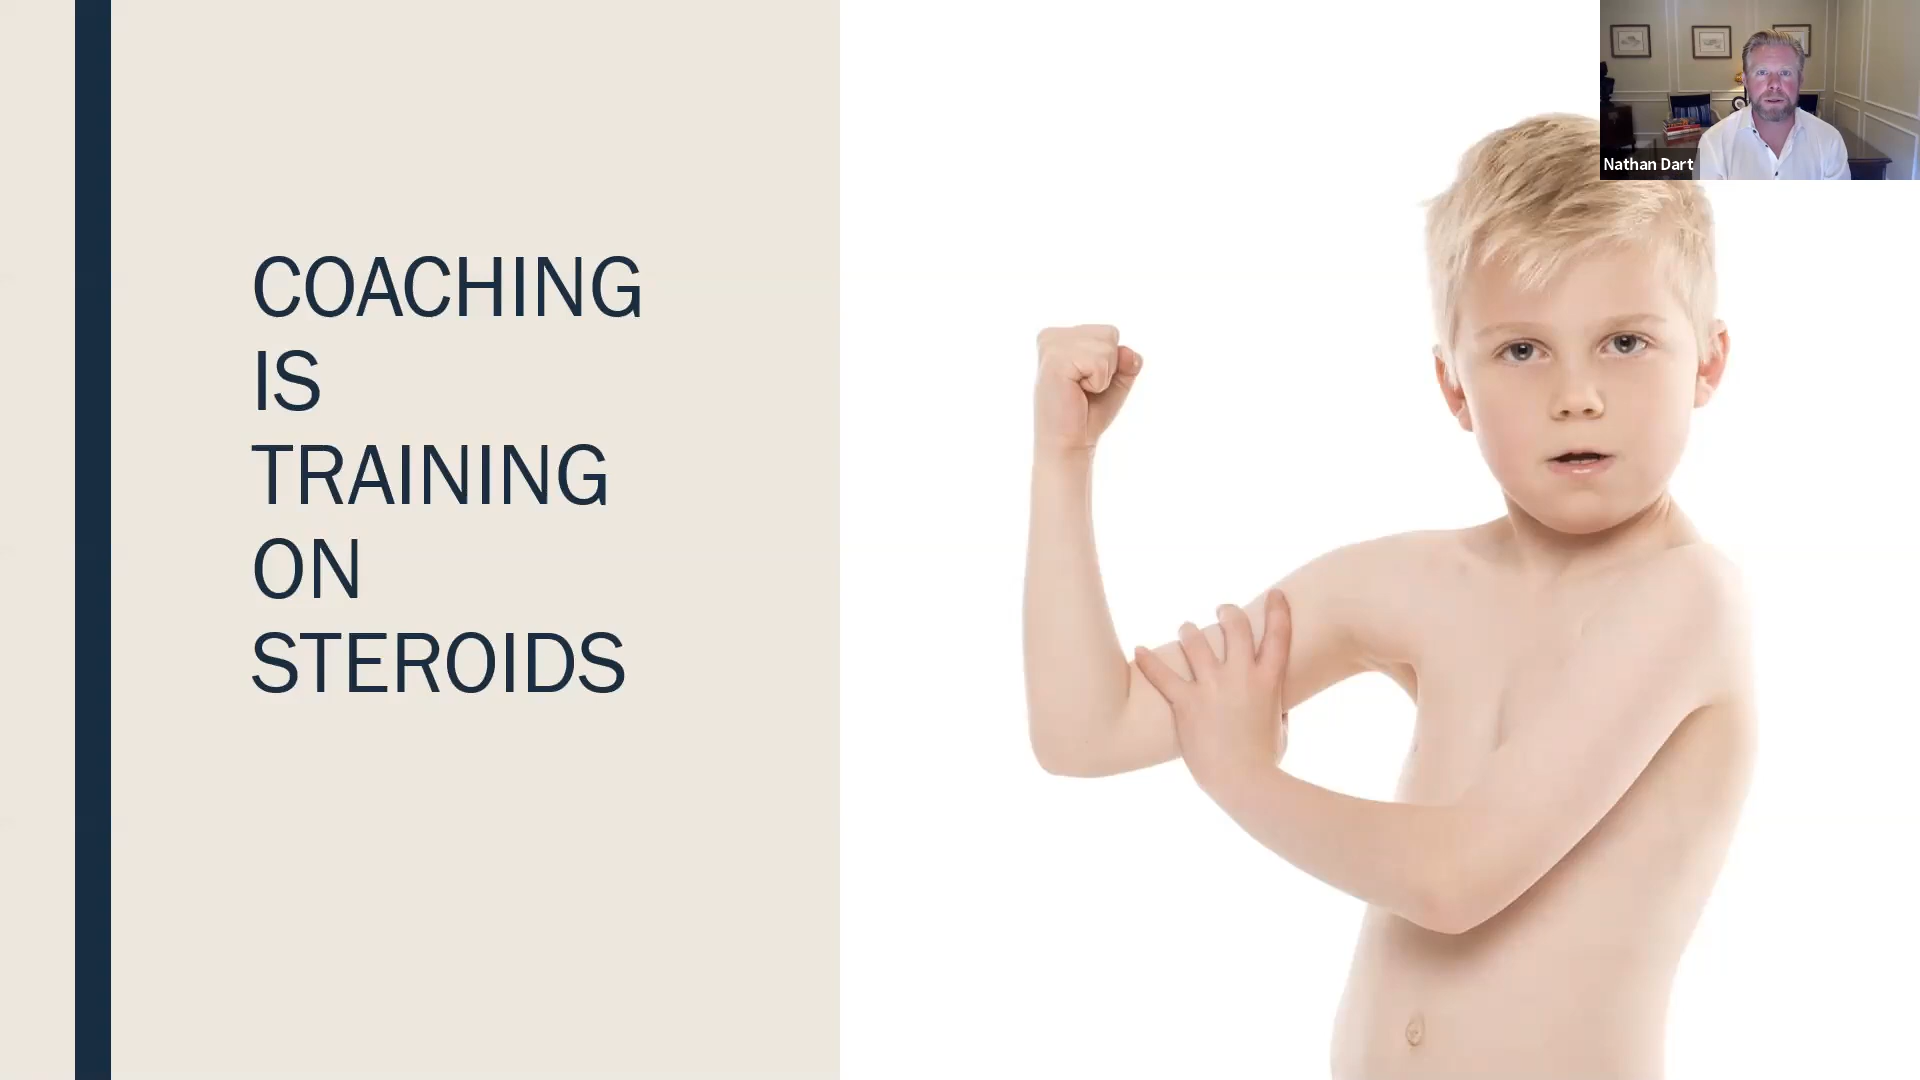 COACHING
IS
TRAINING
ON
STEROIDS
Nathan Dart